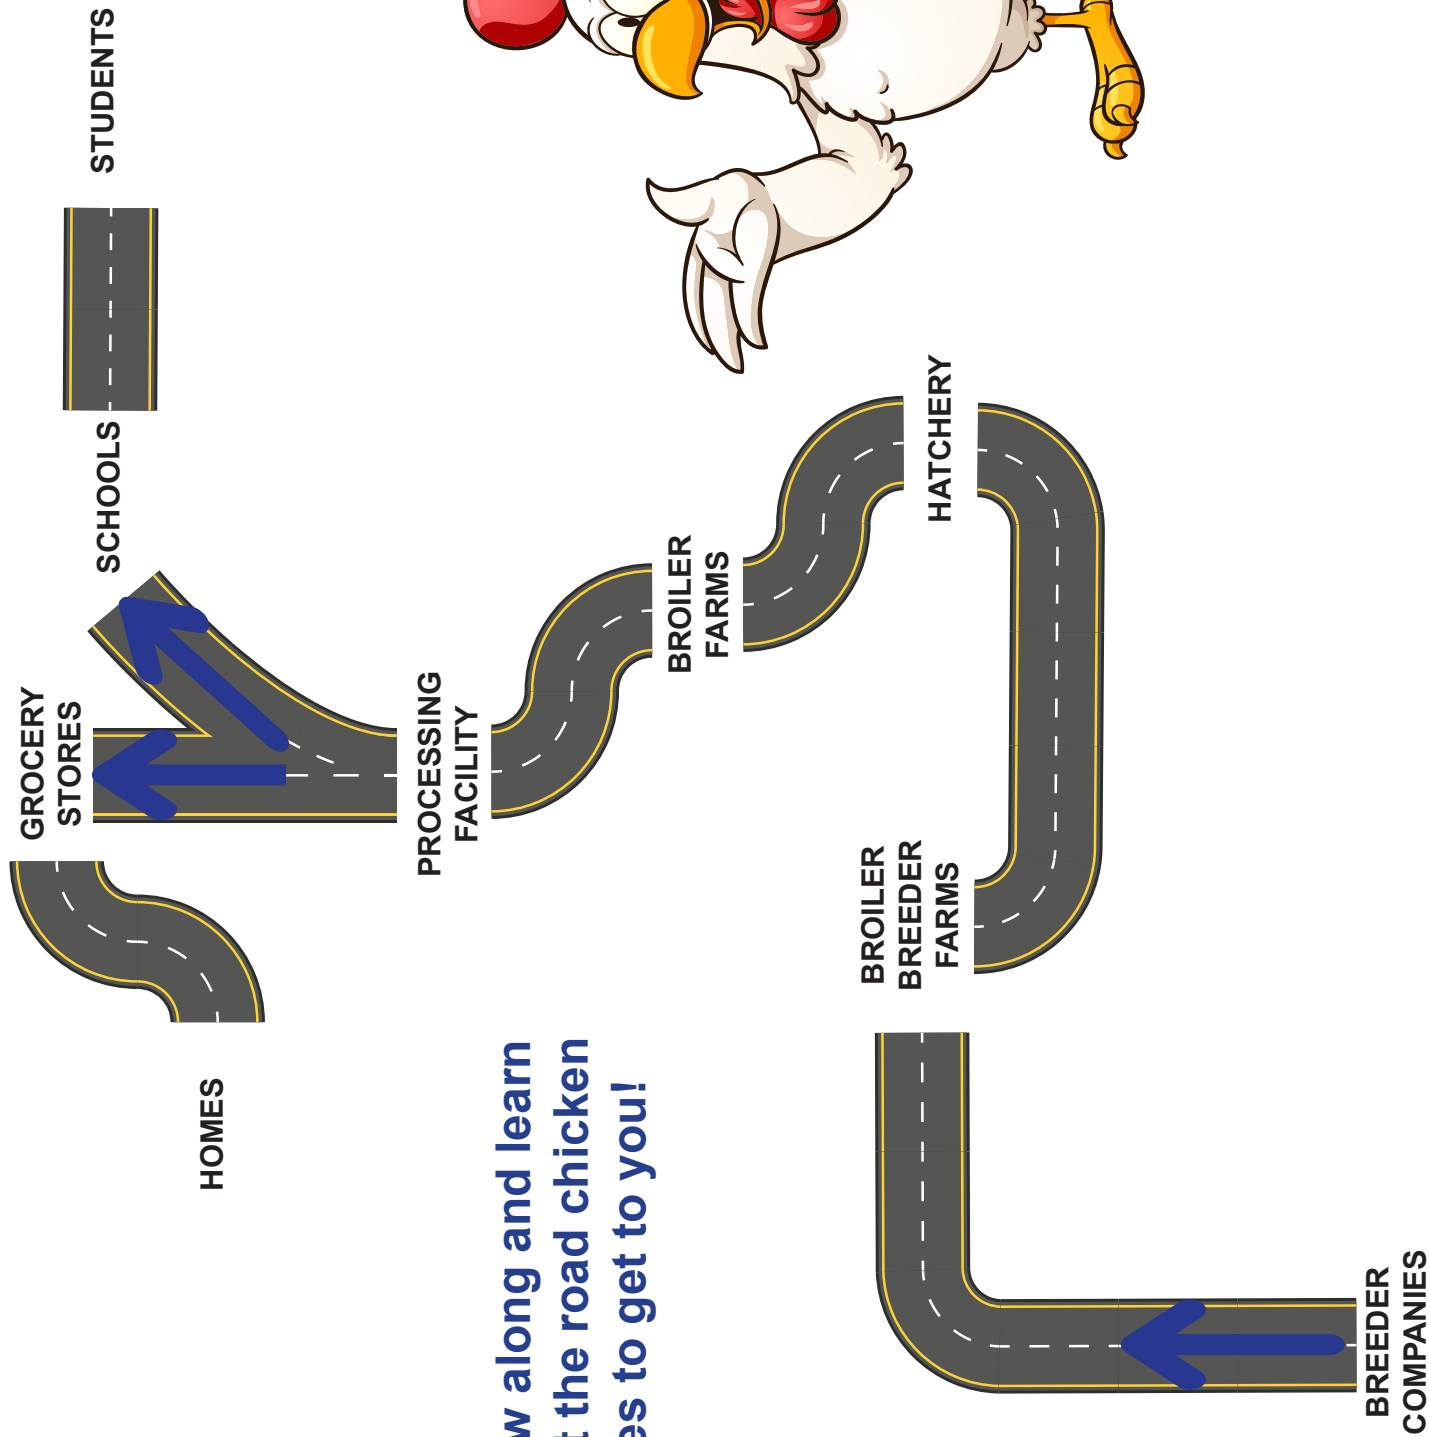 GROCERY
STORES
HOMES
SCHOOLS
STUDENTS
PROCESSING
FACILITY
along and learn
the road chicken
to get to you!
BROILER
FARMS
BROILER
BREEDER
FARMS
HATCHERY
BREEDER
COMPANIES